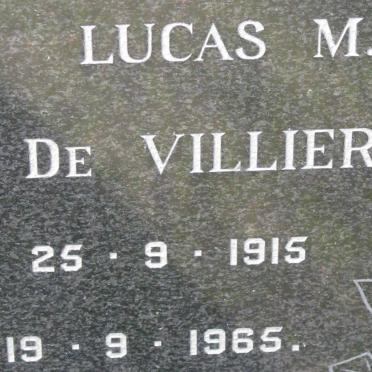 LUCAS M.
DE VILLIER
25 · 9 · 1915
19 · 9 · 1965.